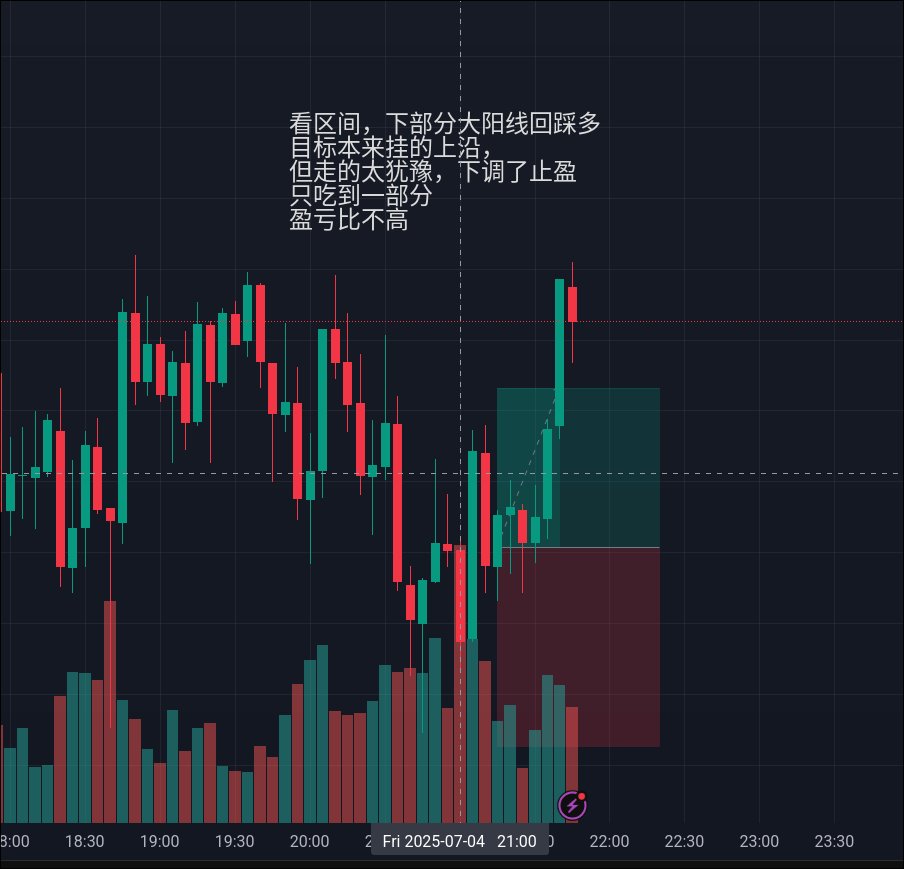 看区间，下部分大阳线回踩多
目标本来挂的上沿，
但走的太犹豫，下调了止盈
只吃到一部分
盈亏比不高
8:00 18:30 19:00 19:30 20:00 2 Fri 2025-07-04 21:00 0 22:00 22:30 23:00 23:30